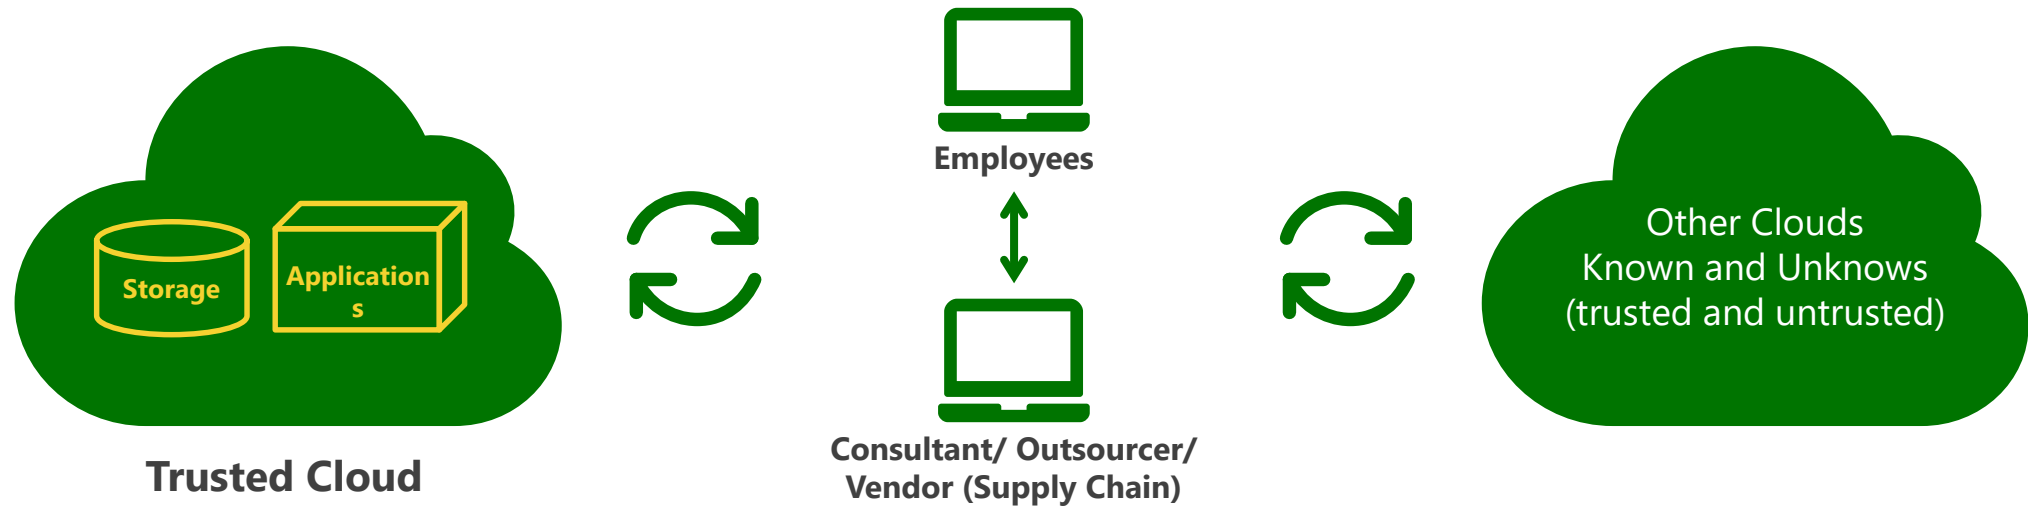 Storage
Application
s
Trusted Cloud
Employees
Consultant/ Outsourcer/
Vendor (Supply Chain)
Other Clouds
Known and Unknows
(trusted and untrusted)